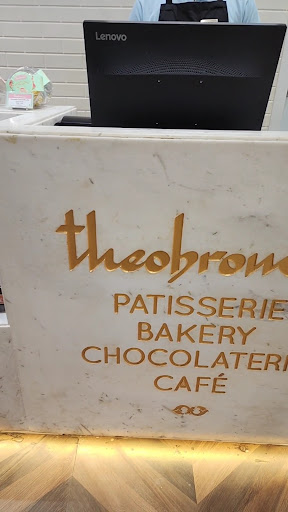 Lenovo
theobrom
PATISSERIE
BAKERY
CHOCOLATERI
CAFÉ